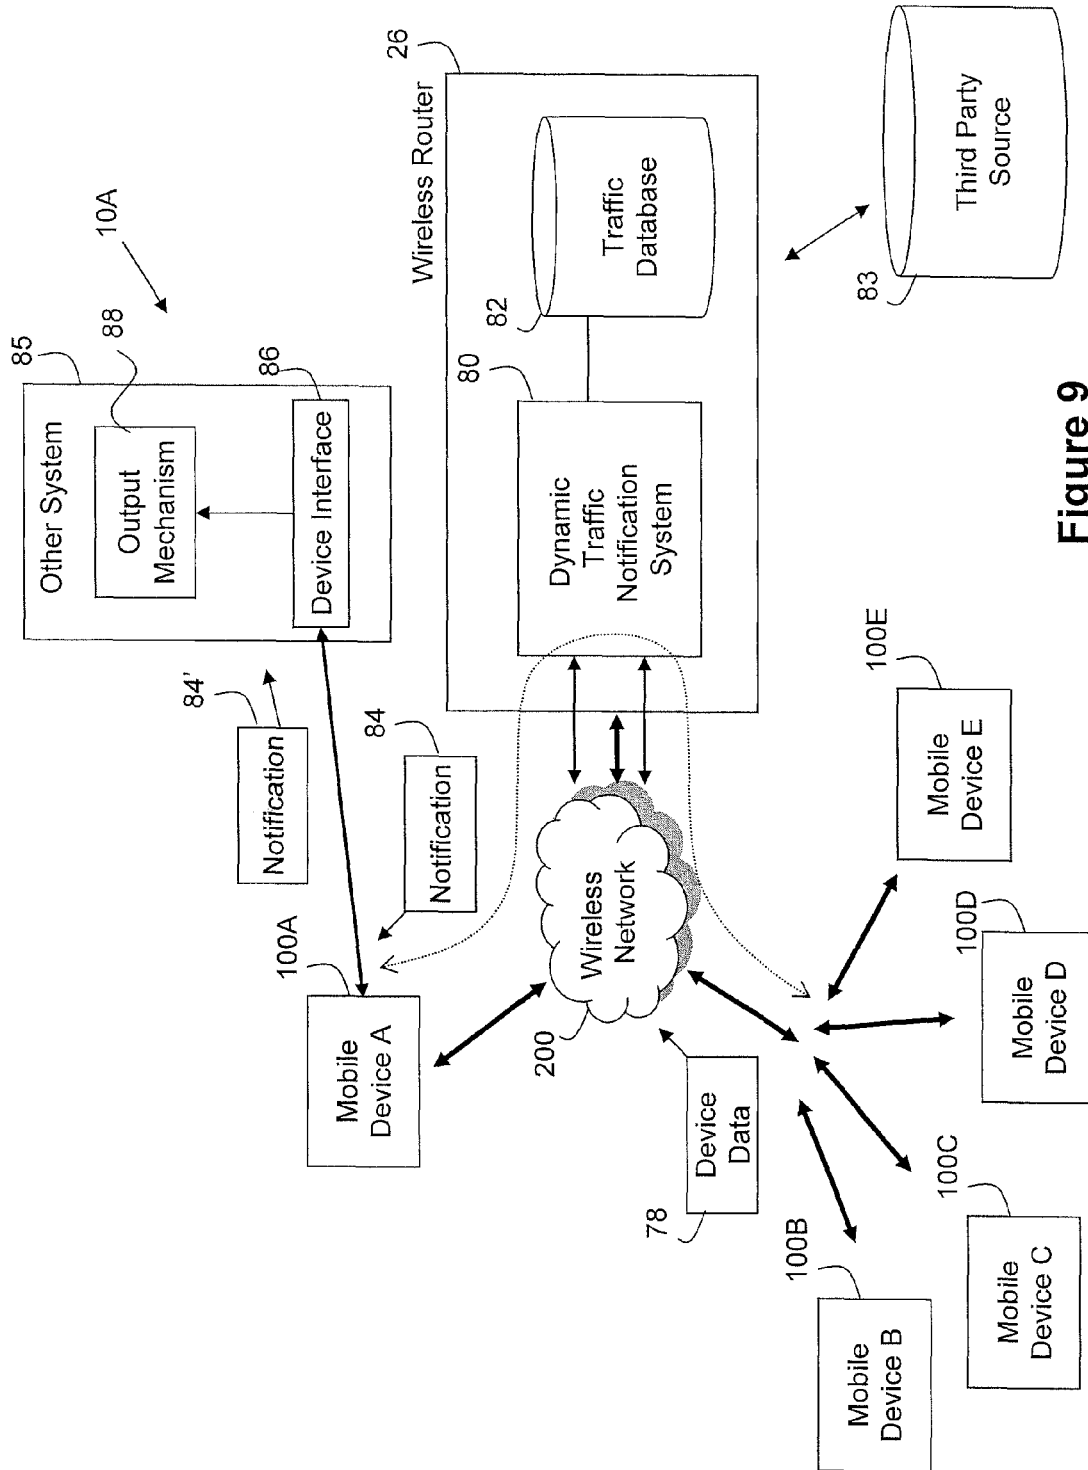 10A
85
Other System
88
Output
Mechanism
86
Device Interface
84'
Notification
84
Notification
100A
Mobile
Device A
26
Wireless Router
80
Dynamic
Traffic
Notification
System
82
Traffic
Database
83
Third Party
Source
200
Wireless
Network
78
Device
Data
100B
Mobile
Device B
100C
Mobile
Device C
100D
Mobile
Device D
100E
Mobile
Device E
Figure 9